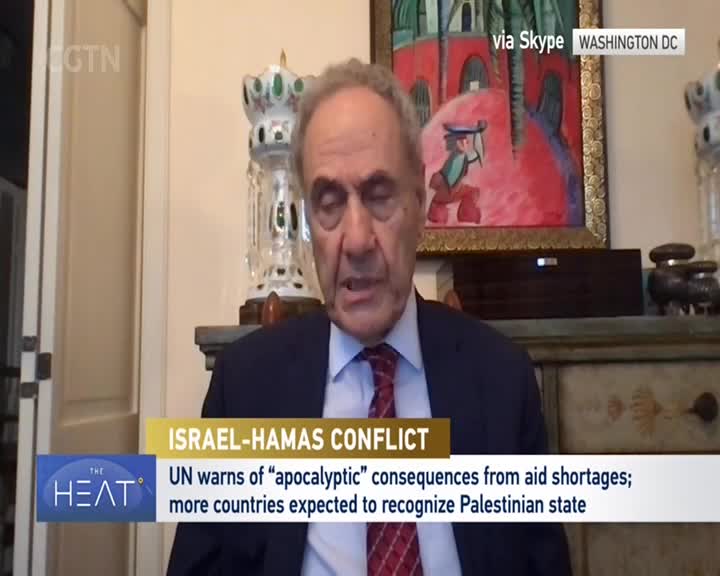 CGTN
via Skype WASHINGTON DC
ISRAEL-HAMAS CONFLICT
THE
HEAT
UN warns of “apocalyptic” consequences from aid shortages;
more countries expected to recognize Palestinian state